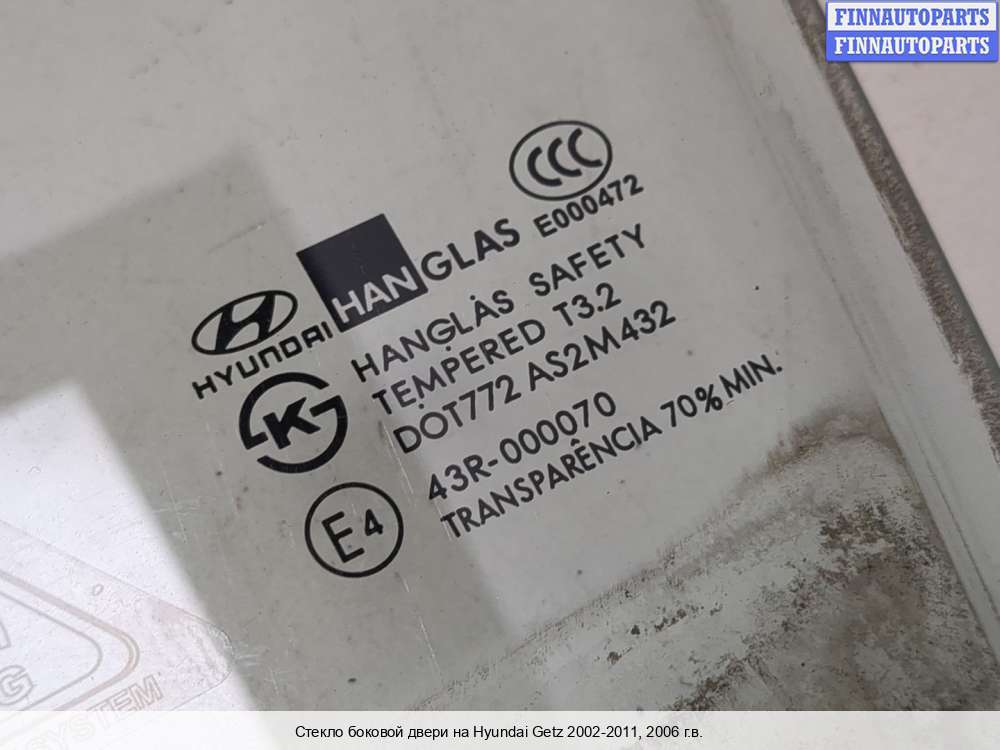 FINNAUTOPARTS
FINNAUTOPARTS
CCC
E000472
HANGLAS
HYUNDAI
HANGLAS SAFETY
TEMPERED T3.2
DOT772 AS2M432
K
43R-000070
E4
TRANSPARÊNCIA 70% MIN.
G
SYSTEM
Стекло боковой двери на Hyundai Getz 2002-2011, 2006 г.в.